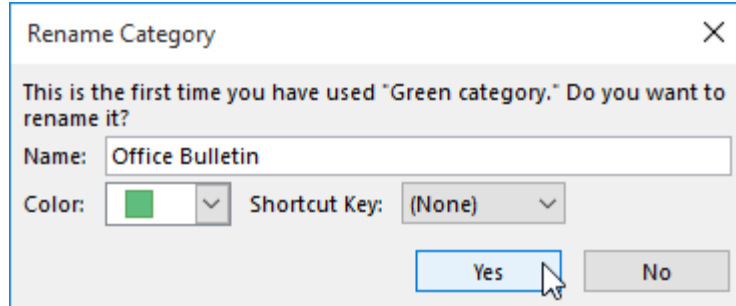 Rename Category
This is the first time you have used "Green category." Do you want to
rename it?
Name: Office Bulletin
Color: Shortcut Key: (None)
Yes No